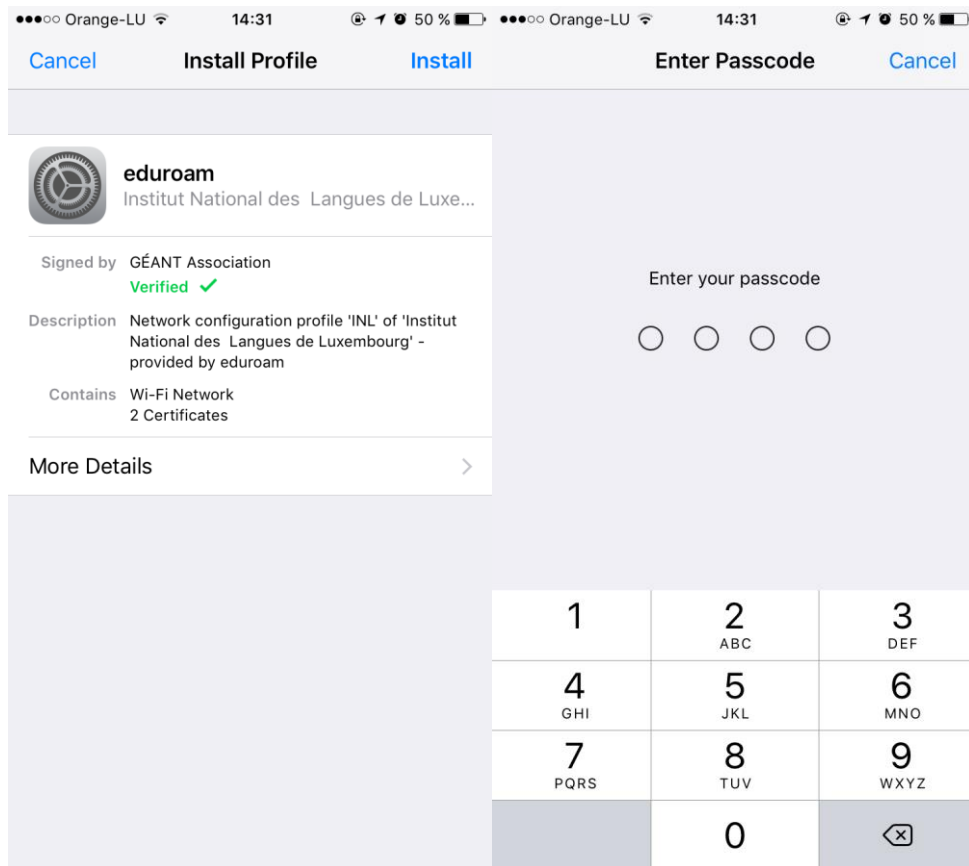 Orange-LU 14:31 50 %
Cancel Install Profile Install
eduroam
Institut National des Langues de Luxe...
Signed by GÉANT Association
Verified
Description Network configuration profile 'INL' of 'Institut
National des Langues de Luxembourg' -
provided by eduroam
Contains Wi-Fi Network
2 Certificates
More Details
Orange-LU 14:31 50 %
Enter Passcode Cancel
Enter your passcode
1 2 3
ABC DEF
4 5 6
GHI JKL MNO
7 8 9
PQRS TUV WXYZ
0